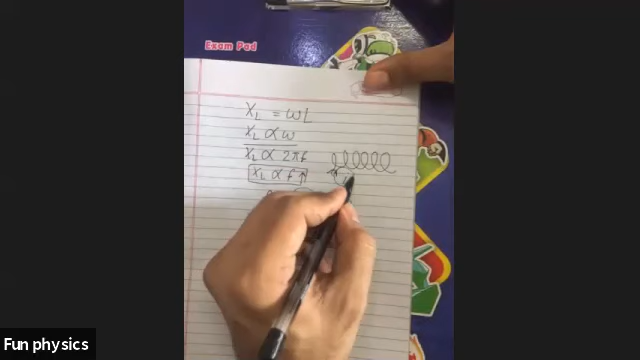 Exam Pad
X_L = ωL
X_L ∝ ω
X_L ∝ 2πf
X_L ∝ f↑
Fun physics